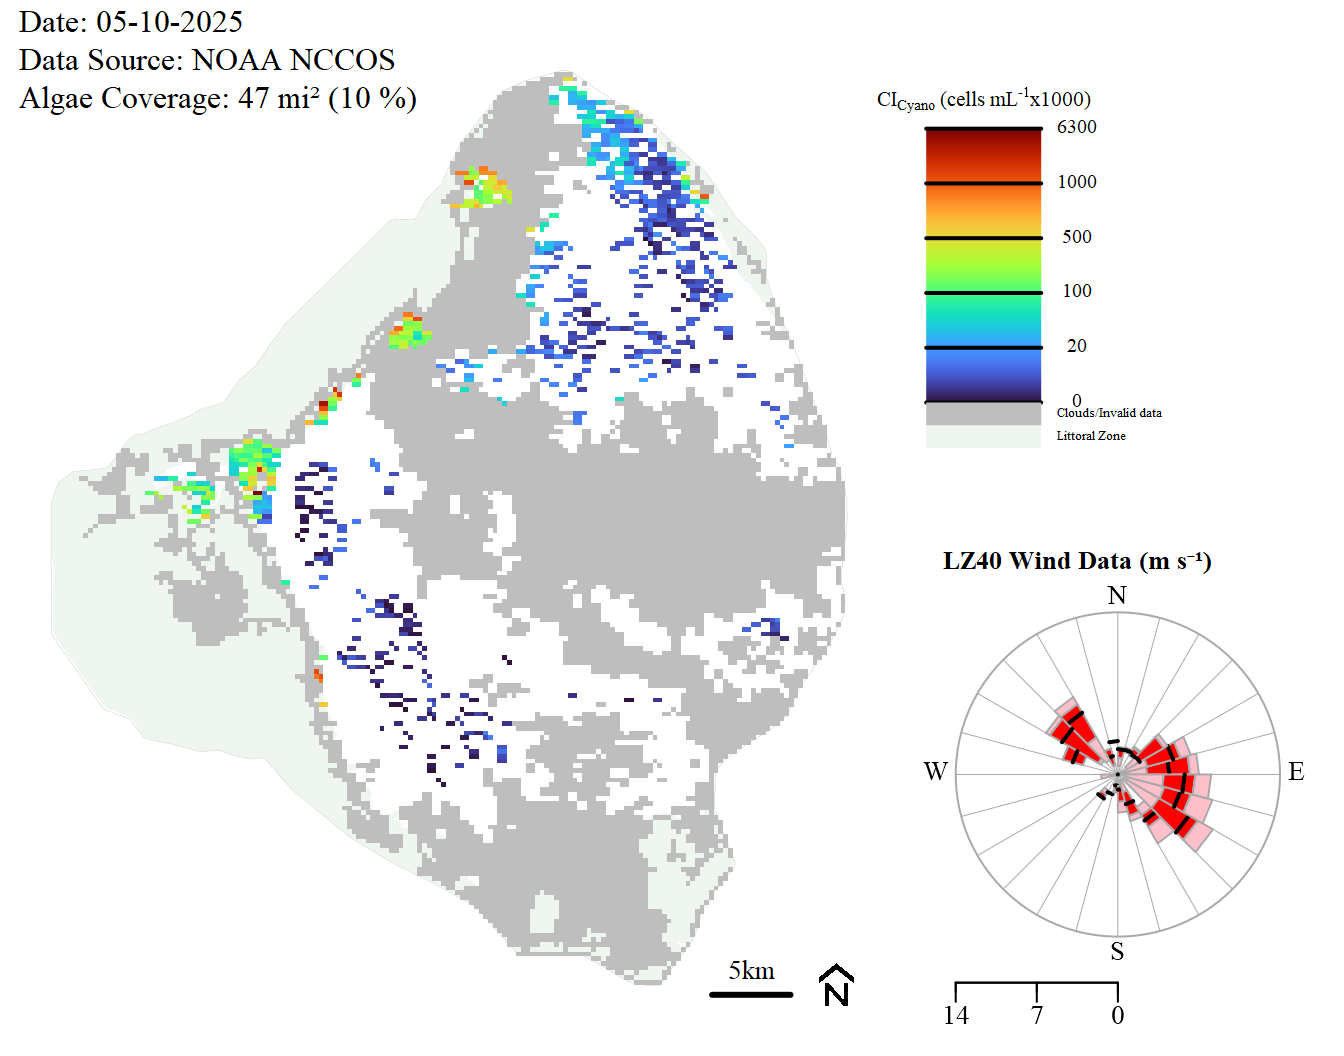 Date: 05-10-2025
Data Source: NOAA NCCOS
Algae Coverage: 47 mi² (10 %)
CI_Cyano (cells mL⁻¹x1000)
6300
1000
500
100
20
0
Clouds/Invalid data
Littoral Zone
LZ40 Wind Data (m s⁻¹)
N
W
E
S
5km
N
14 7 0